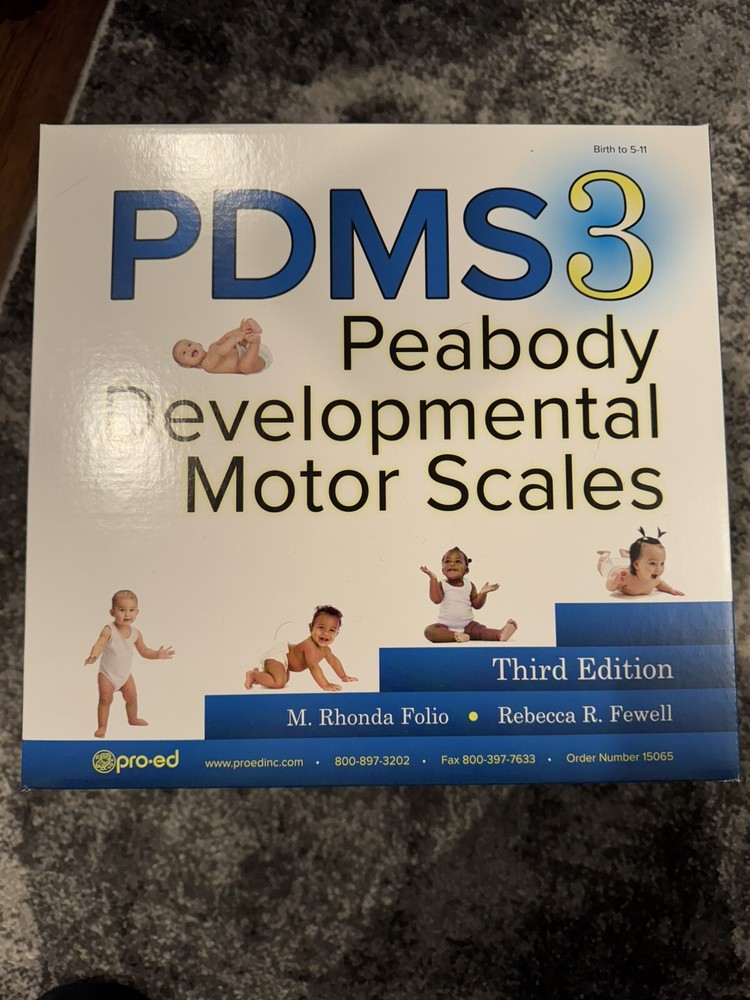 Birth to 5-11
PDMS3
Peabody
Developmental
Motor Scales
Third Edition
M. Rhonda Folio • Rebecca R. Fewell
pro·ed www.proedinc.com • 800-897-3202 • Fax 800-397-7633 • Order Number 15065